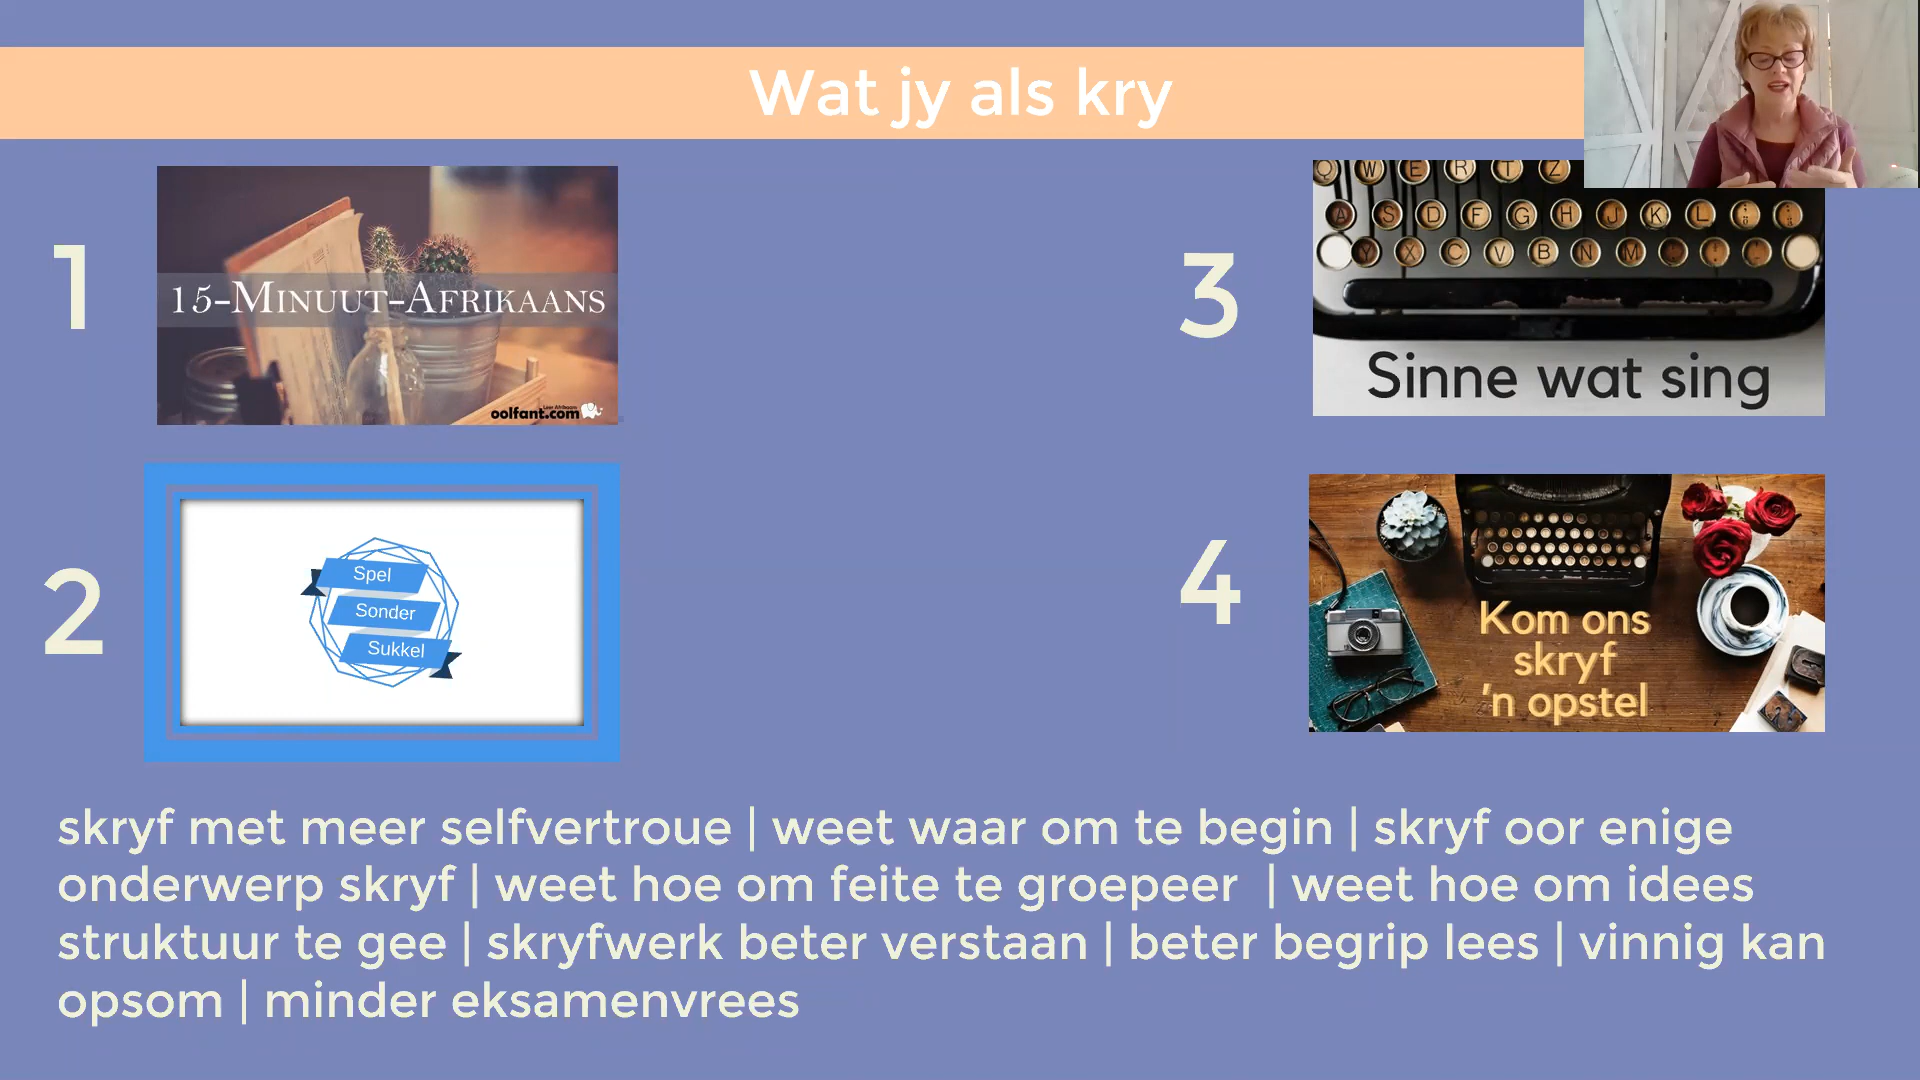 Wat jy als kry
1
15-Minuut-Afrikaans
Leer Afrikaans
oolfant.com
2
Spel
Sonder
Sukkel
3
Q W E R T Z
A S D F G H J K L
Y X C V B N M
Sinne wat sing
4
Kom ons
skryf
'n opstel
skryf met meer selfvertroue | weet waar om te begin | skryf oor enige
onderwerp skryf | weet hoe om feite te groepeer | weet hoe om idees
struktuur te gee | skryfwerk beter verstaan | beter begrip lees | vinnig kan
opsom | minder eksamenvrees